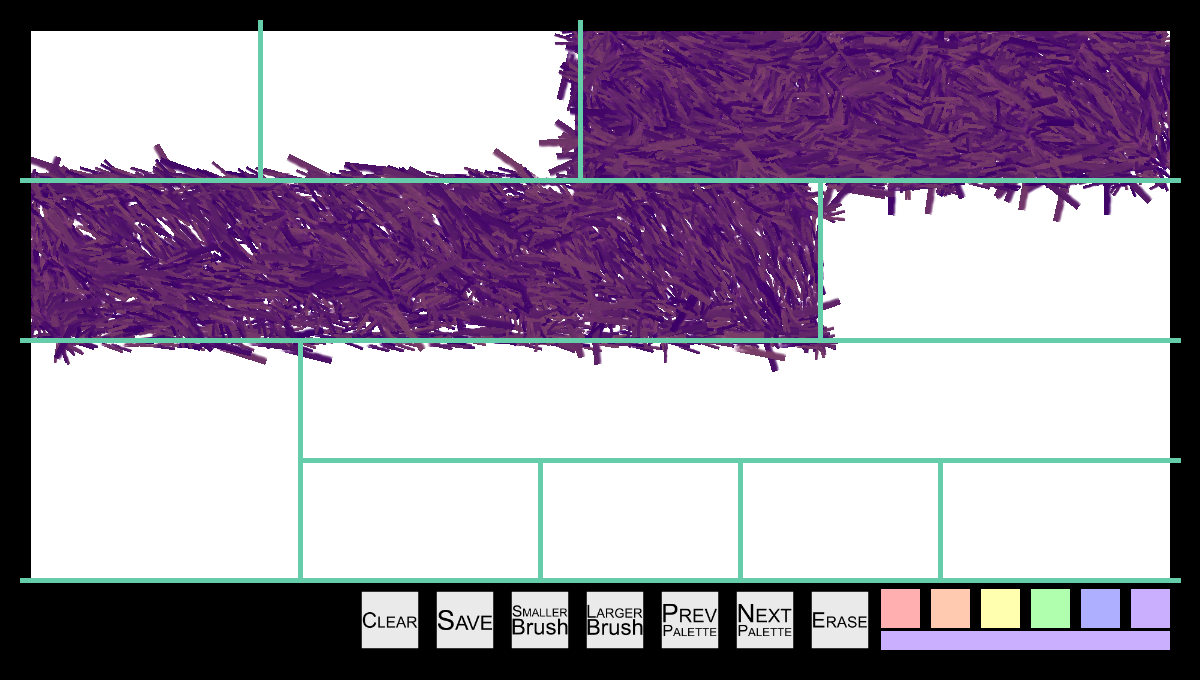 Clear
Save
Smaller
Brush
Larger
Brush
Prev
Palette
Next
Palette
Erase